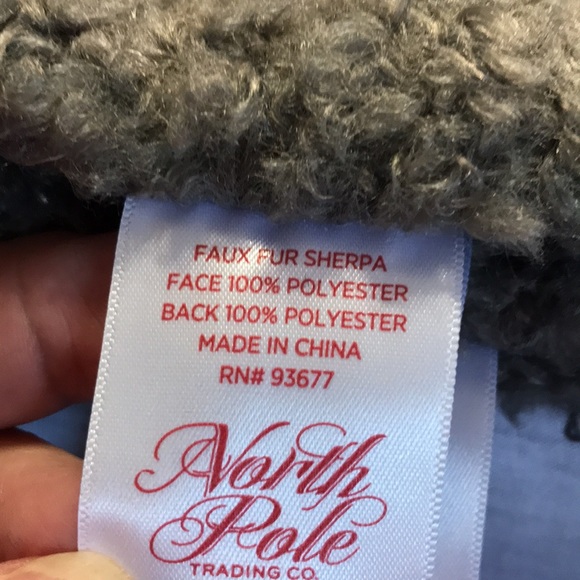 FAUX FUR SHERPA
FACE 100% POLYESTER
BACK 100% POLYESTER
MADE IN CHINA
RN# 93677
North
Pole
TRADING CO.